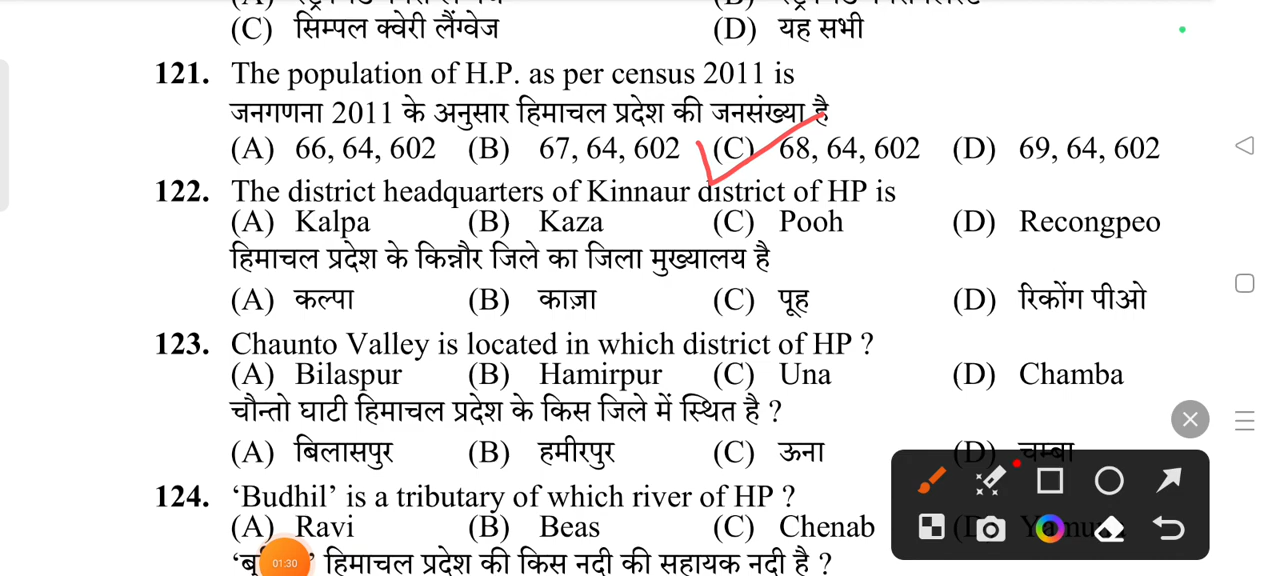 (C) सिम्पल क्वेरी लैंग्वेज (D) यह सभी
121. The population of H.P. as per census 2011 is
जनगणना 2011 के अनुसार हिमाचल प्रदेश की जनसंख्या है
(A) 66, 64, 602 (B) 67, 64, 602 (C) 68, 64, 602 (D) 69, 64, 602
122. The district headquarters of Kinnaur district of HP is
(A) Kalpa (B) Kaza (C) Pooh (D) Recongpeo
हिमाचल प्रदेश के किन्नौर जिले का जिला मुख्यालय है
(A) कल्पा (B) काज़ा (C) पूह (D) रिकोंग पीओ
123. Chaunto Valley is located in which district of HP ?
(A) Bilaspur (B) Hamirpur (C) Una (D) Chamba
चौन्तो घाटी हिमाचल प्रदेश के किस जिले में स्थित है ?
(A) बिलासपुर (B) हमीरपुर (C) ऊना (D) चम्बा
124. ‘Budhil’ is a tributary of which river of HP ?
(A) Ravi (B) Beas (C) Chenab
हिमाचल प्रदेश की किस नदी की सहायक नदी है ?
01:30